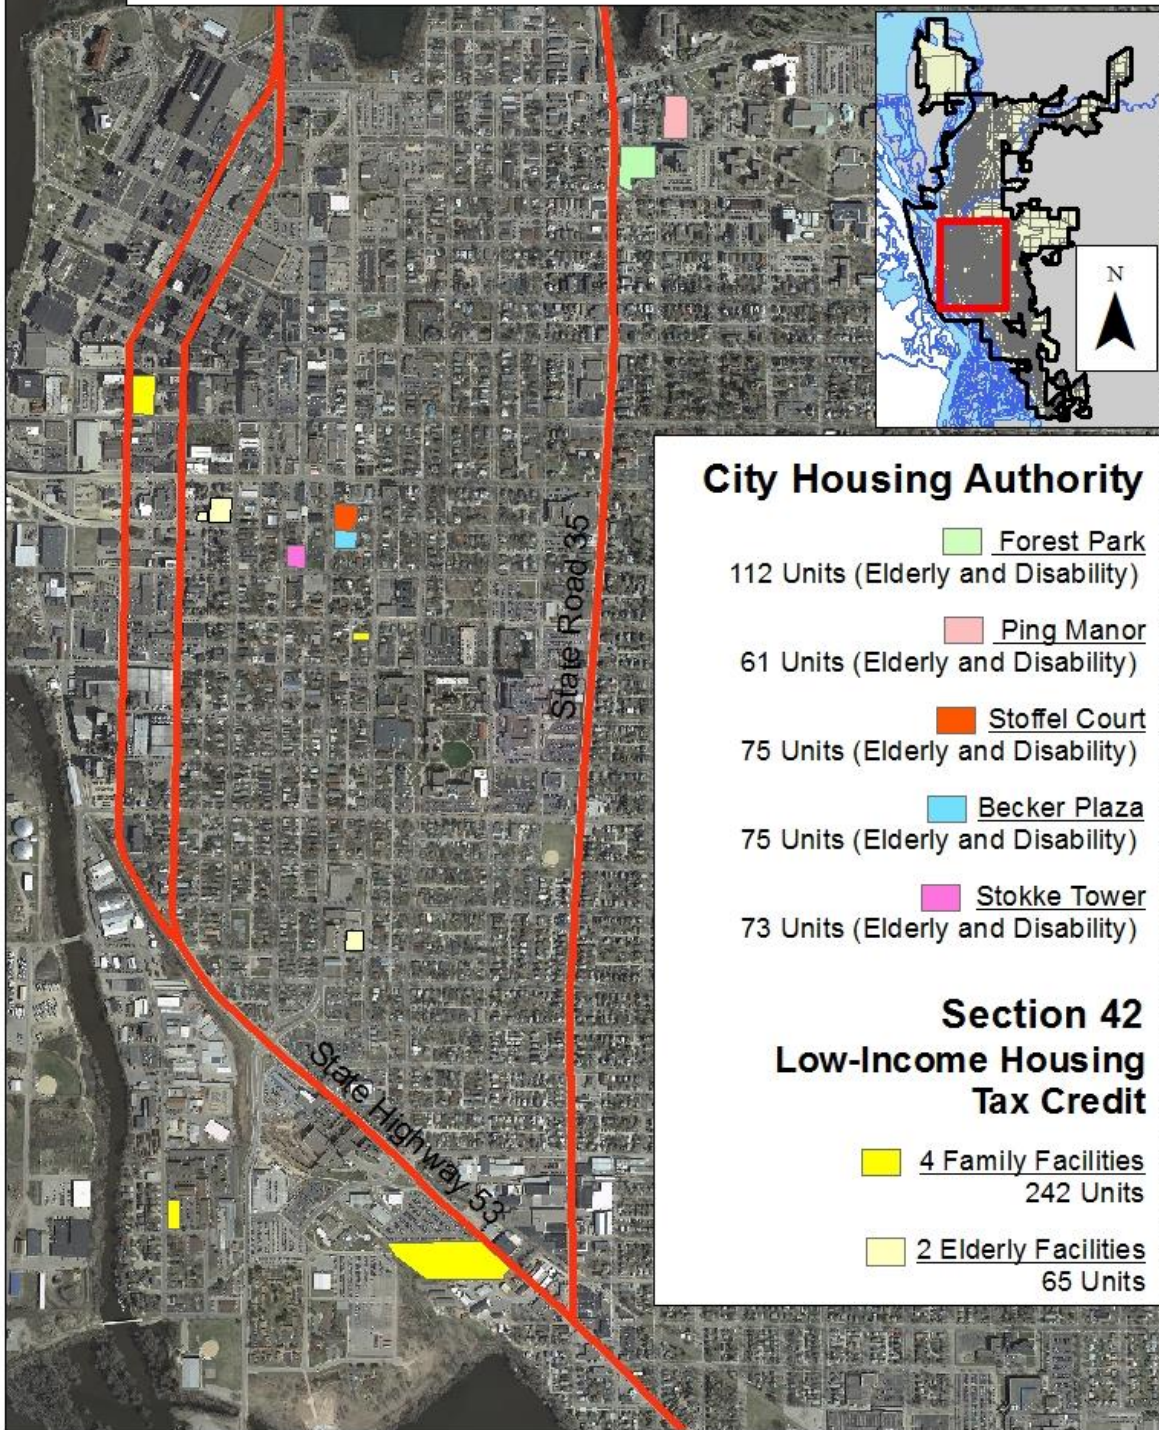 N
City Housing Authority
Forest Park
112 Units (Elderly and Disability)
Ping Manor
61 Units (Elderly and Disability)
Stoffel Court
75 Units (Elderly and Disability)
Becker Plaza
75 Units (Elderly and Disability)
Stokke Tower
73 Units (Elderly and Disability)
Section 42
Low-Income Housing
Tax Credit
4 Family Facilities
242 Units
2 Elderly Facilities
65 Units
State Road 35
State Highway 53